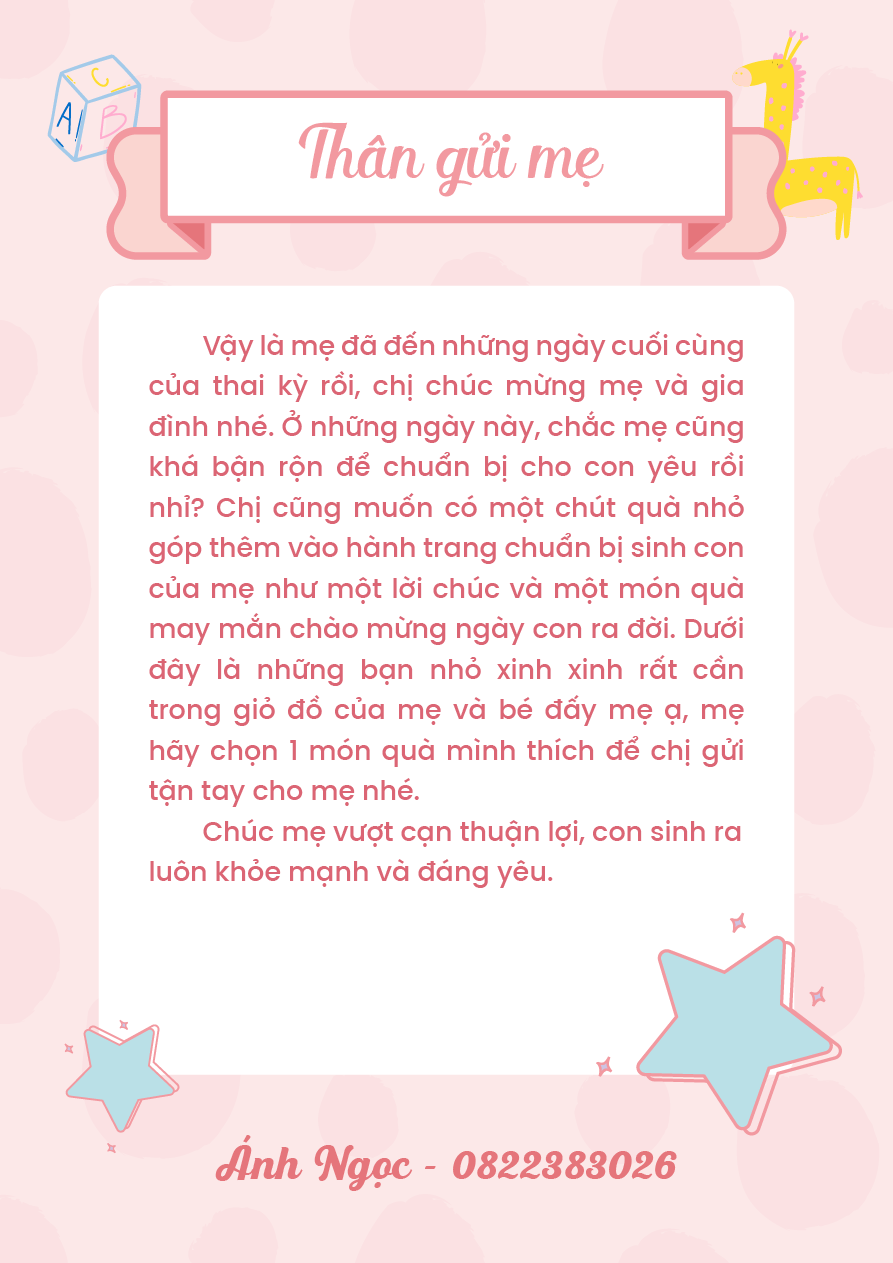 C
A
B
Thân gửi mẹ
Vậy là mẹ đã đến những ngày cuối cùng
của thai kỳ rồi, chị chúc mừng mẹ và gia
đình nhé. Ở những ngày này, chắc mẹ cũng
khá bận rộn để chuẩn bị cho con yêu rồi
nhỉ? Chị cũng muốn có một chút quà nhỏ
góp thêm vào hành trang chuẩn bị sinh con
của mẹ như một lời chúc và một món quà
may mắn chào mừng ngày con ra đời. Dưới
đây là những bạn nhỏ xinh xinh rất cần
trong giỏ đồ của mẹ và bé đấy mẹ ạ, mẹ
hãy chọn 1 món quà mình thích để chị gửi
tận tay cho mẹ nhé.
Chúc mẹ vượt cạn thuận lợi, con sinh ra
luôn khỏe mạnh và đáng yêu.
Ánh Ngọc - 0822383026